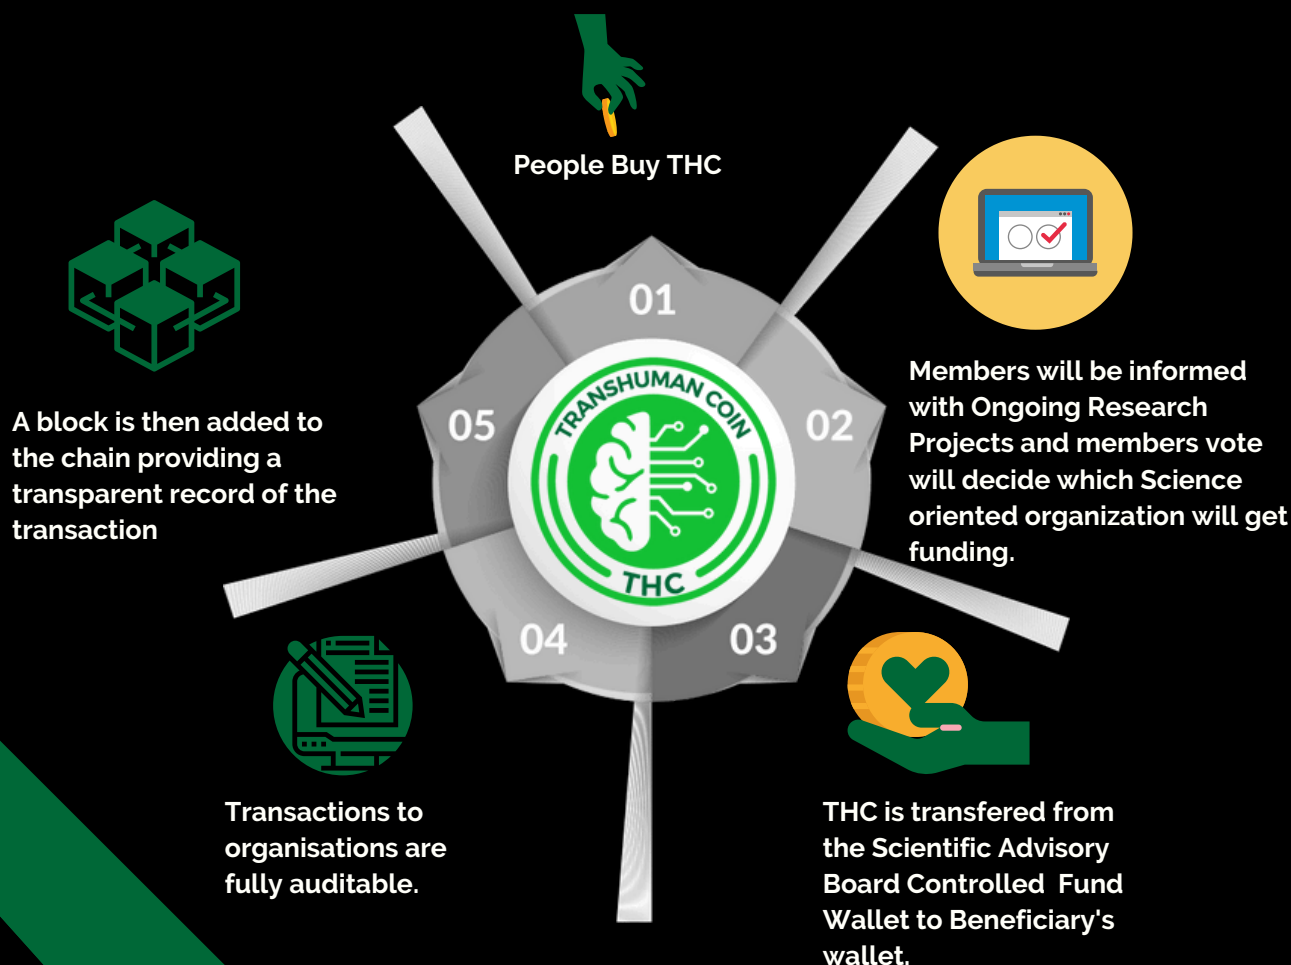 People Buy THC
01
Members will be informed
with Ongoing Research
Projects and members vote
will decide which Science
oriented organization will get
funding.
02
THC is transfered from
the Scientific Advisory
Board Controlled  Fund
Wallet to Beneficiary's
wallet.
03
Transactions to
organisations are
fully auditable.
04
A block is then added to
the chain providing a
transparent record of the
transaction
05
TRANSHUMAN COIN
THC